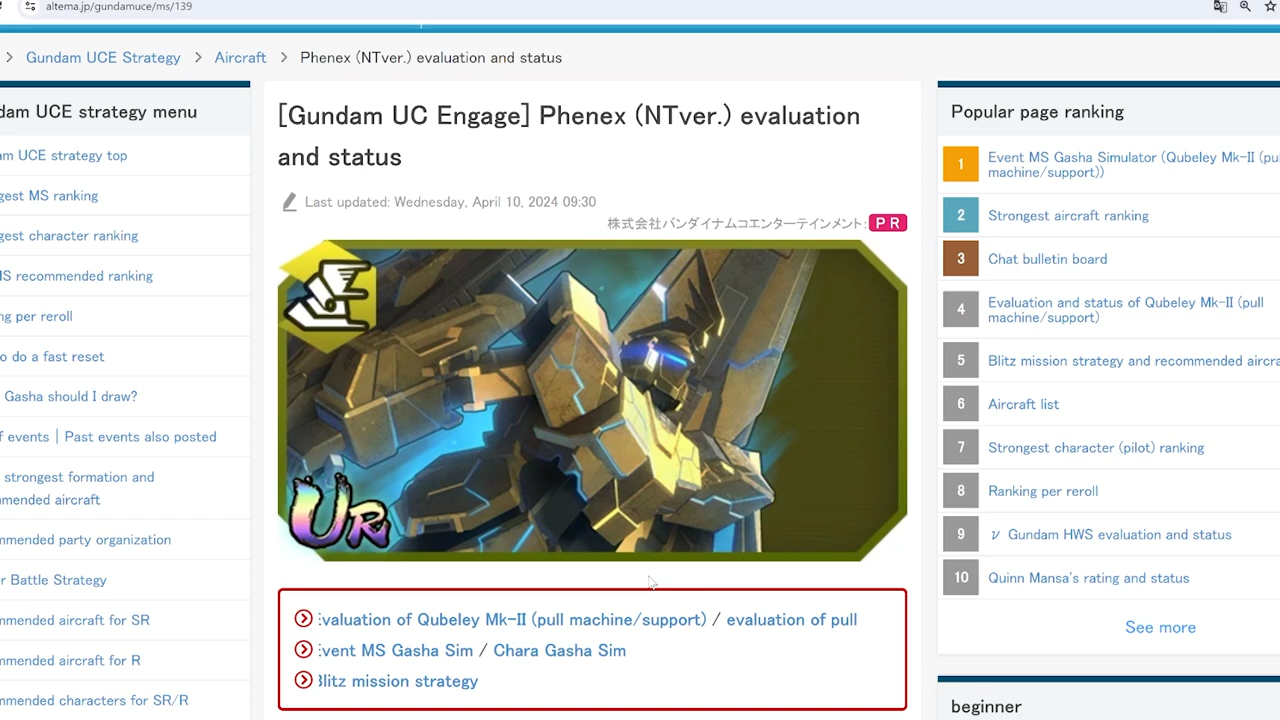 altema.jp/gundamuce/ms/139
Gundam UCE Strategy > Aircraft > Phenex (NTver.) evaluation and status
dam UCE strategy menu
am UCE strategy top
gest MS ranking
gest character ranking
MS recommended ranking
ng per reroll
o do a fast reset
Gasha should I draw?
f events | Past events also posted
strongest formation and
mmended aircraft
mmended party organization
r Battle Strategy
mmended aircraft for SR
mmended aircraft for R
mmended characters for SR/R
[Gundam UC Engage] Phenex (NTver.) evaluation
and status
Last updated: Wednesday, April 10, 2024 09:30
株式会社バンダイナムコエンターテインメント: PR
UR
valuation of Qubeley Mk-II (pull machine/support) / evaluation of pull
vent MS Gasha Sim / Chara Gasha Sim
litz mission strategy
Popular page ranking
1 Event MS Gasha Simulator (Qubeley Mk-II (pul
machine/support))
2 Strongest aircraft ranking
3 Chat bulletin board
4 Evaluation and status of Qubeley Mk-II (pull
machine/support)
5 Blitz mission strategy and recommended aircra
6 Aircraft list
7 Strongest character (pilot) ranking
8 Ranking per reroll
9 ν Gundam HWS evaluation and status
10 Quinn Mansa's rating and status
See more
beginner